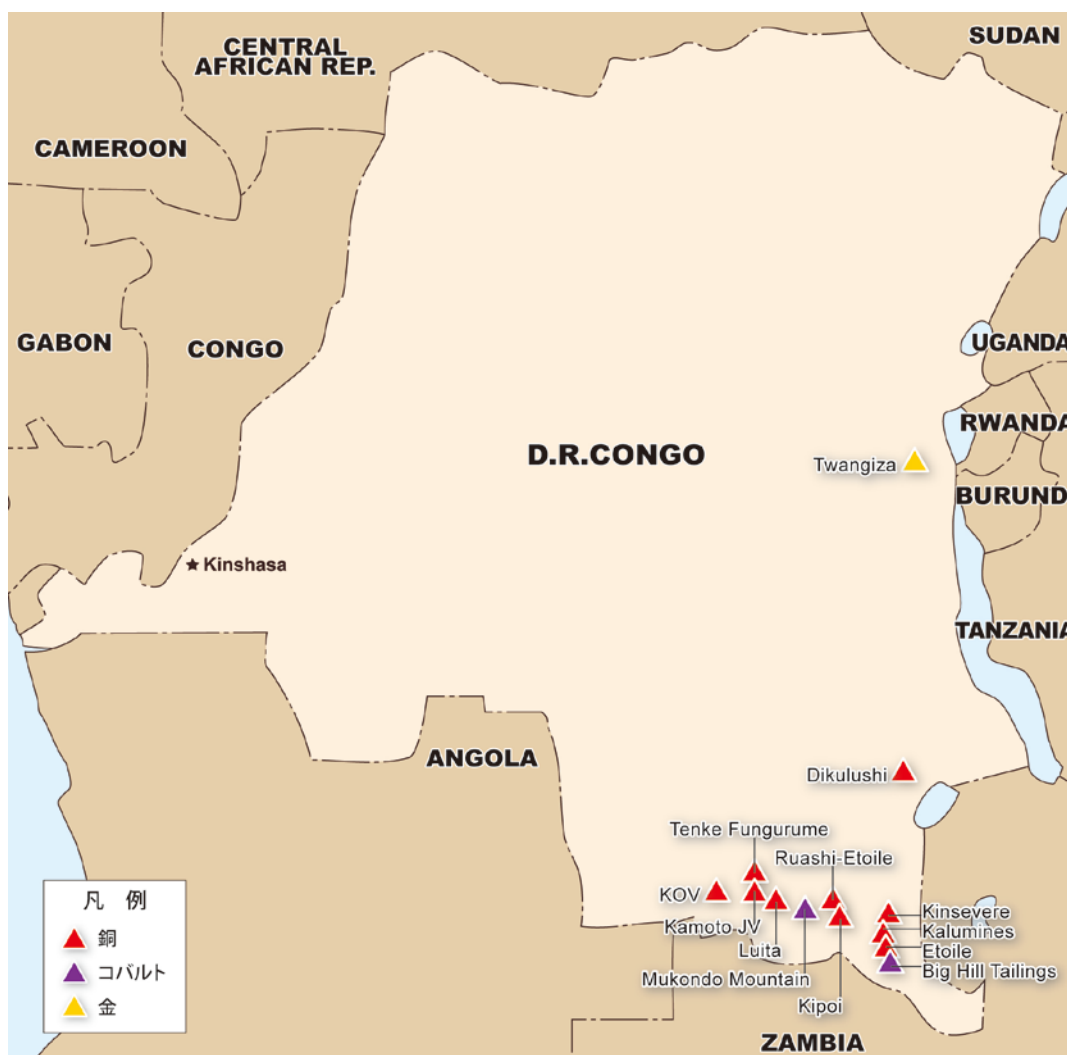 SUDAN
CENTRAL
AFRICAN REP.
CAMEROON
GABON
CONGO
UGANDA
RWANDA
D.R.CONGO
Twangiza
BURUND
Kinshasa
TANZANIA
ANGOLA
Dikulushi
Tenke Fungurume
Ruashi-Etoile
KOV
Kamoto JV
Luita
Mukondo Mountain
Kipoi
Kinsevere
Kalumines
Etoile
Big Hill Tailings
ZAMBIA
凡 例
銅
コバルト
金